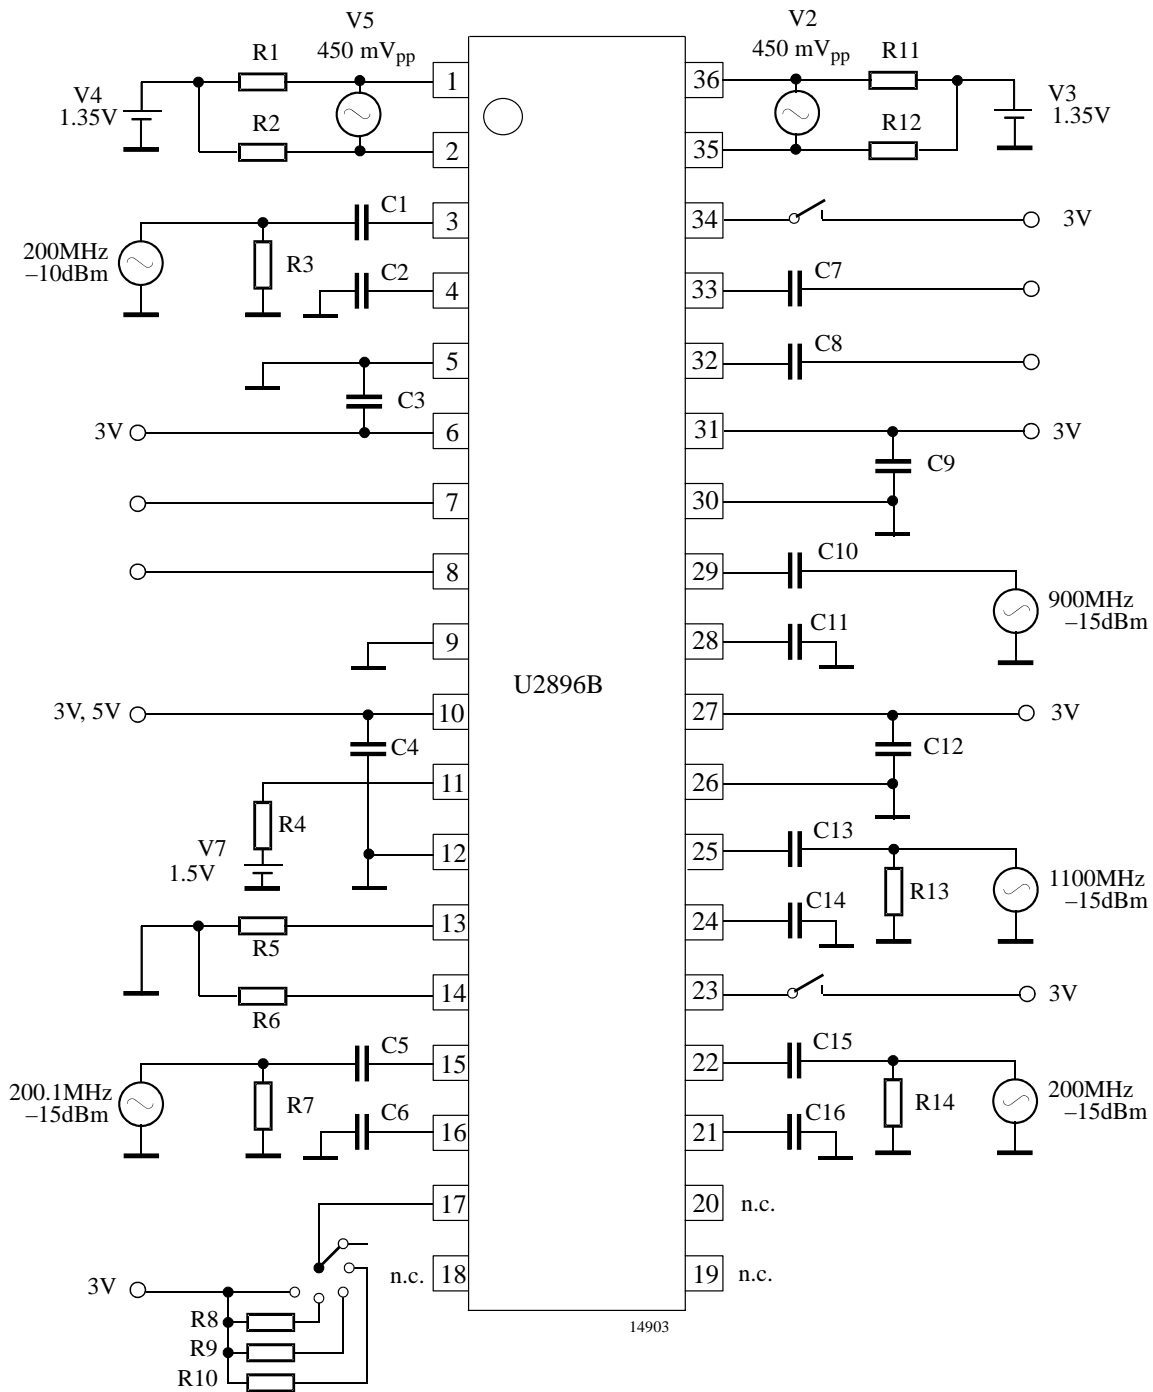 V5
450 mVpp
V2
450 mVpp
R1
R11
V4
1.35V
1
36
V3
1.35V
R2
R12
2
35
C1
3
34
3V
200MHz
–10dBm
R3
C2
4
33
C7
5
32
C8
C3
3V
6
31
3V
C9
7
30
8
29
C10
900MHz
–15dBm
9
28
C11
U2896B
3V, 5V
10
27
3V
C4
C12
11
26
R4
V7
1.5V
12
25
C13
1100MHz
–15dBm
R13
13
24
C14
R5
14
23
3V
R6
C5
15
22
C15
200.1MHz
–15dBm
R7
R14
200MHz
–15dBm
C6
16
21
C16
17
20
n.c.
n.c.
18
19
n.c.
3V
R8
14903
R9
R10